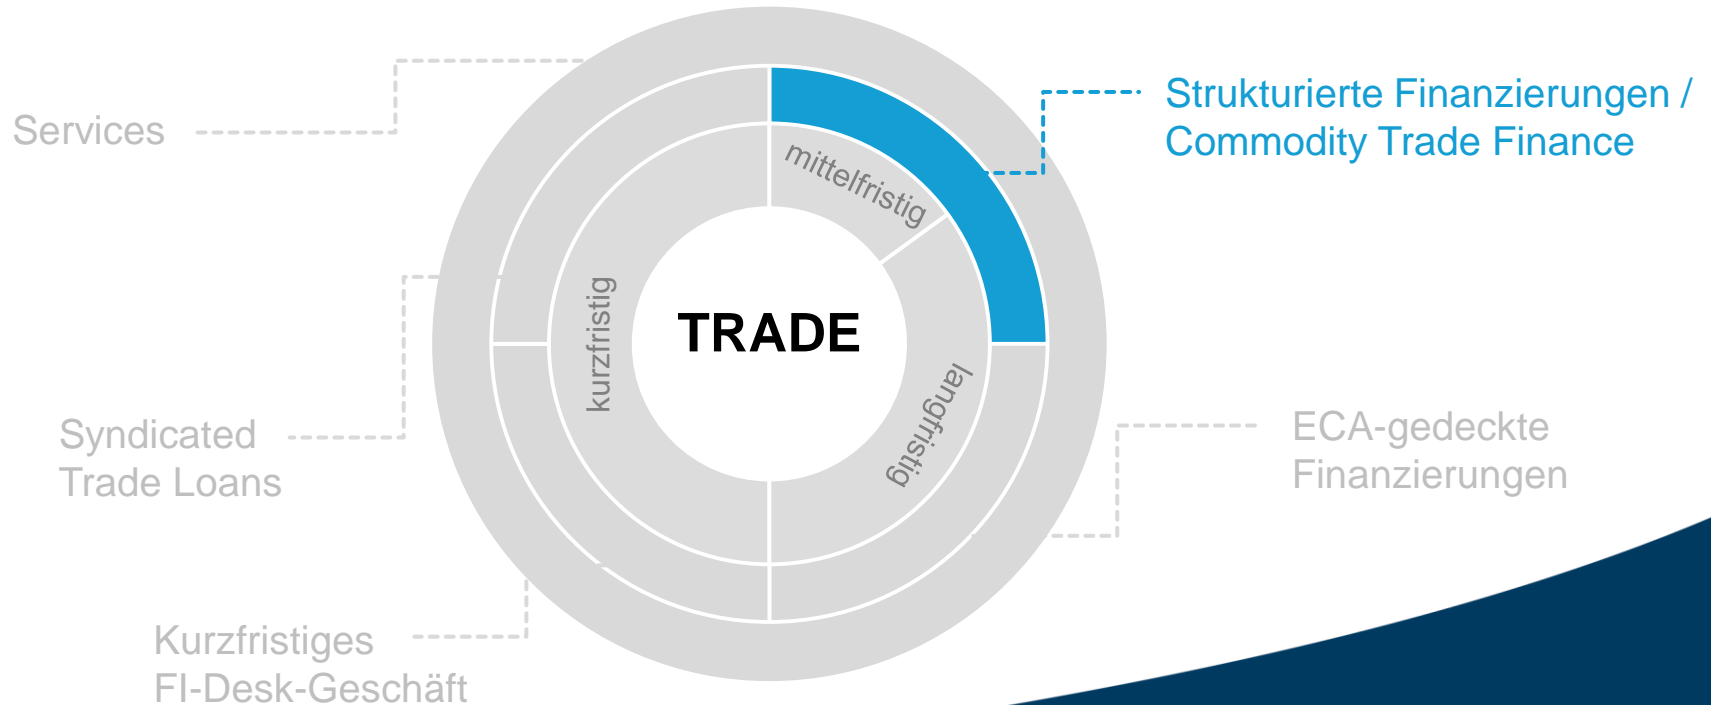 Services
Syndicated
Trade Loans
Kurzfristiges
FI-Desk-Geschäft
kurzfristig
mittelfristig
langfristig
TRADE
Strukturierte Finanzierungen /
Commodity Trade Finance
ECA-gedeckte
Finanzierungen